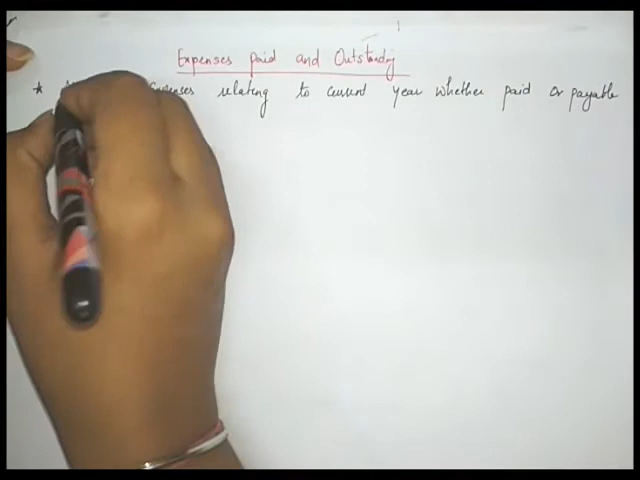 Expenses paid and Outstanding
* Expenses relating to current year whether paid or payable